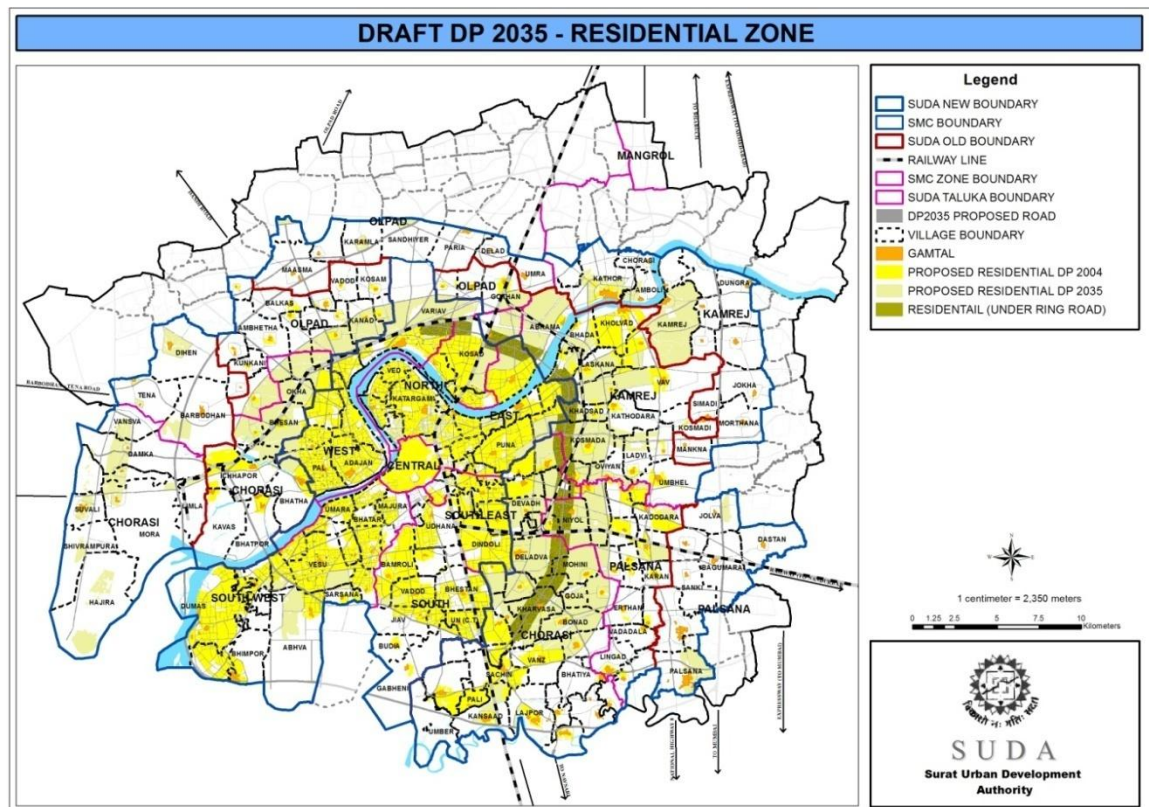 DRAFT DP 2035 - RESIDENTIAL ZONE
Legend
SUDA NEW BOUNDARY
SMC BOUNDARY
SUDA OLD BOUNDARY
RAILWAY LINE
SMC ZONE BOUNDARY
SUDA TALUKA BOUNDARY
DP2035 PROPOSED ROAD
VILLAGE BOUNDARY
GAMTAL
PROPOSED RESIDENTIAL DP 2004
PROPOSED RESIDENTIAL DP 2035
RESIDENTAIL (UNDER RING ROAD)
OLPAD ROAD
MANGROL
OLPAD
KARAMLA
SANDHIYER
PARIA
DELAD
CHORASI
MAASMA
VADOD
KOSAM
OLPAD
UMRA
KATHOR
AMBOLI
DUNGRA
BALKAS
GOTHAN
AMBHETHA
OLPAD
KANAD
VARIAV
ABRAMA
BHADA
KHOLVAD
KAMREJ
KAMREJ
DIHEN
KUNKANI
KOSAD
VED
NORTH
KATARGAM
VAV
TENA
OKHA
KAMREJ
SIMADI
JOKHA
VANSVA
BARBODHAN
BHESAN
EAST
KHADSAD
KATHODARA
KOSMADI
MORTHANA
DAMKA
WEST
PUNA
KOSMADA
LADVI
MANKNA
PAL
ADAJAN
CENTRAL
OVIYAN
CHHAPOR
CHORASI
BHATHA
UMBHEL
SUVALI
CHORASI
MORA
KAVAS
UMARA
MAJURA
BHATAR
UDHANA
SOUTHEAST
DEVADH
NIYOL
KADODARA
JOLVA
SHIVRAMPURA
BHATPOR
DINDOLI
DASTAN
VESU
BAMROLI
DELADVA
MOHINI
PALSANA
BAGUMARA
HAJIRA
DUMAS
SOUTH WEST
SARSANA
VADOD
BHESTAN
KARAN
SANKI
GOJA
SOUTH
KHARVASA
BONAD
PALSANA
JIAV
UN (C.T)
CHORASI
VADADALA
BHIMPOR
ABHVA
BUDIA
VANZ
BHATIYA
LINGAD
PALSANA
GABHENI
SACHIN
PALI
KANSAAD
LAJPOR
UMBER
1 centimeter = 2,350 meters
0 1.25 2.5 5 7.5 10
Kilometers
SUDA
Surat Urban Development
Authority